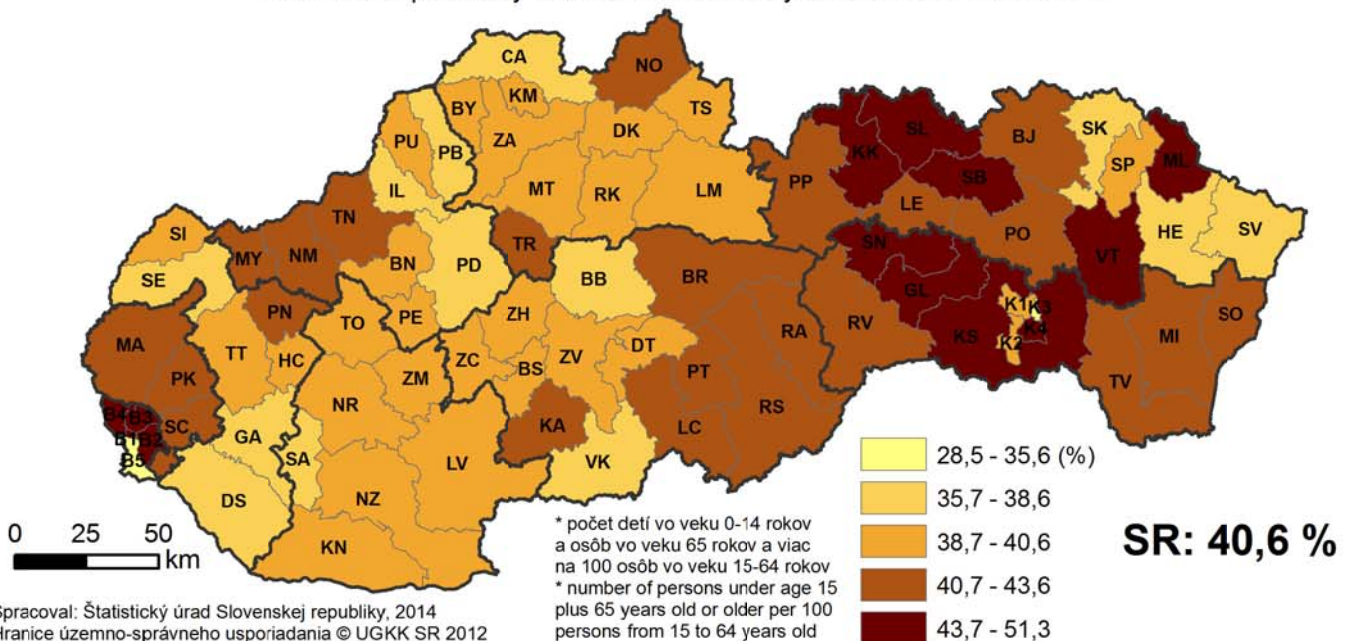 CA
NO
BY
KM
TS
PU
PB
ZA
DK
IL
MT
RK
LM
KK
SL
BJ
SK
SP
ML
PP
SB
LE
PO
HE
SV
VT
SI
MY
NM
TN
TR
SE
BN
PD
BB
BR
SN
GL
RV
KS
K1
K3
K4
K2
SO
MI
TV
MA
PN
TO
PE
ZH
TT
HC
ZC
BS
ZV
DT
RA
PT
PK
ZM
NR
KA
RS
LC
B4
B3
B1
B2
B5
SC
GA
SA
LV
VK
DS
NZ
KN
0 25 50
km
* počet detí vo veku 0-14 rokov
a osôb vo veku 65 rokov a viac
na 100 osôb vo veku 15-64 rokov
* number of persons under age 15
plus 65 years old or older per 100
persons from 15 to 64 years old
28,5 - 35,6 (%)
35,7 - 38,6
38,7 - 40,6
40,7 - 43,6
43,7 - 51,3
SR: 40,6 %
Spracoval: Štatistický úrad Slovenskej republiky, 2014
Hranice územno-správneho usporiadania © UGKK SR 2012